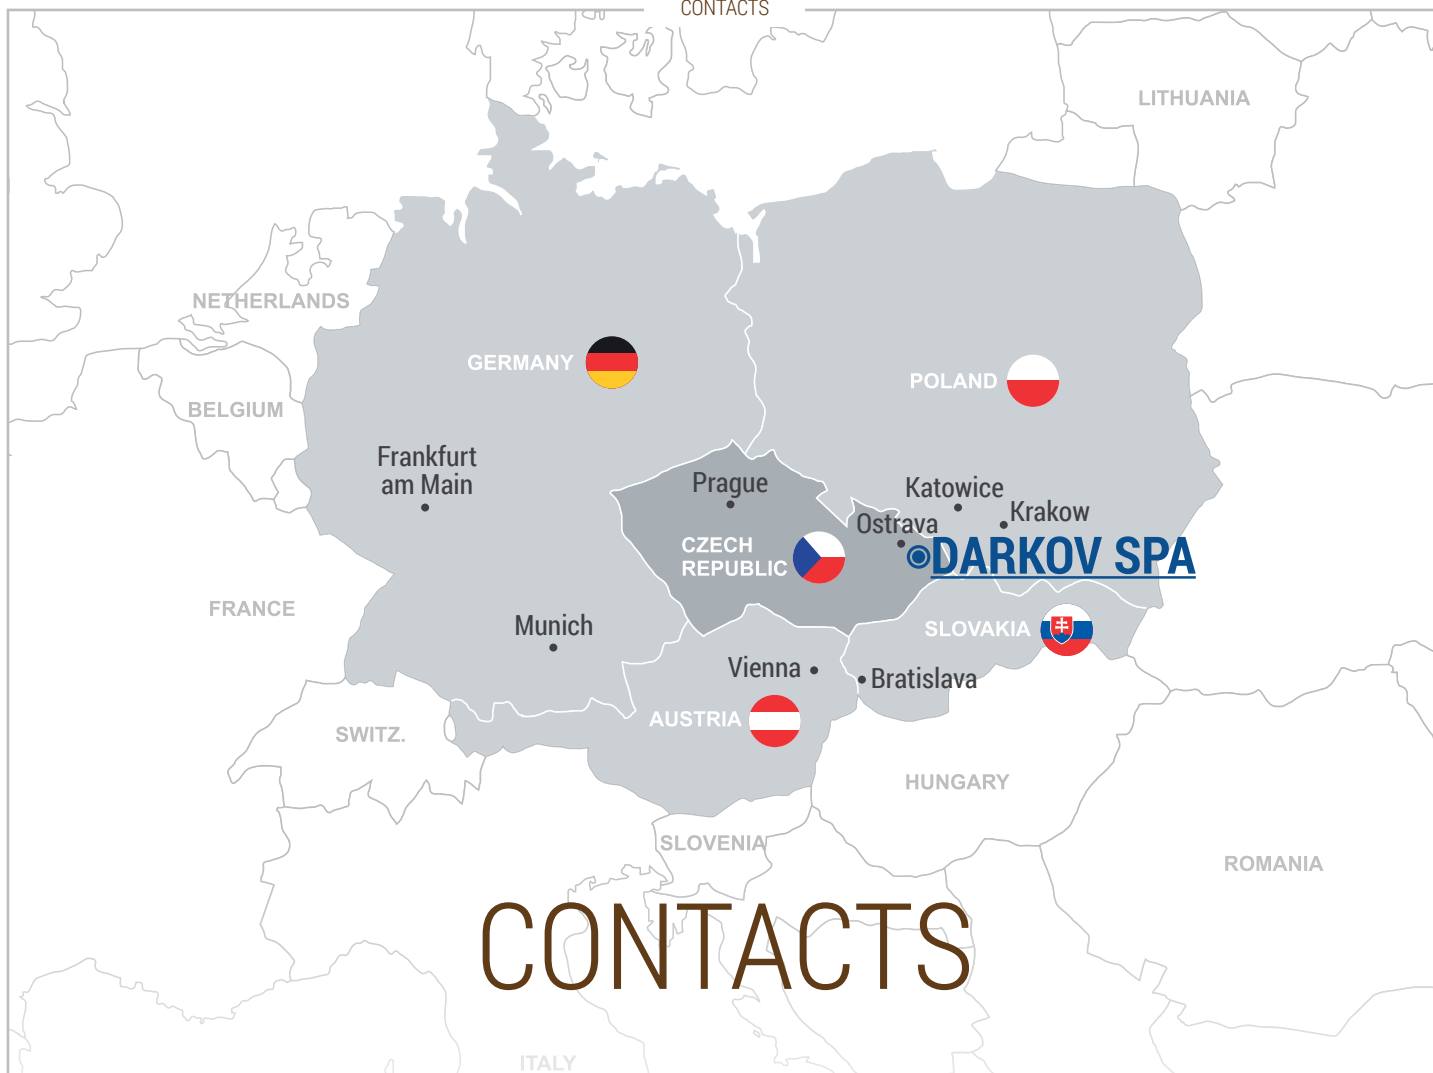 CONTACTS
LITHUANIA
NETHERLANDS
GERMANY
POLAND
BELGIUM
Frankfurt
am Main
Prague
Katowice
Krakow
Ostrava
CZECH
REPUBLIC
DARKOV SPA
FRANCE
Munich
SLOVAKIA
Vienna
Bratislava
AUSTRIA
SWITZ.
HUNGARY
SLOVENIA
ROMANIA
CONTACTS
ITALY